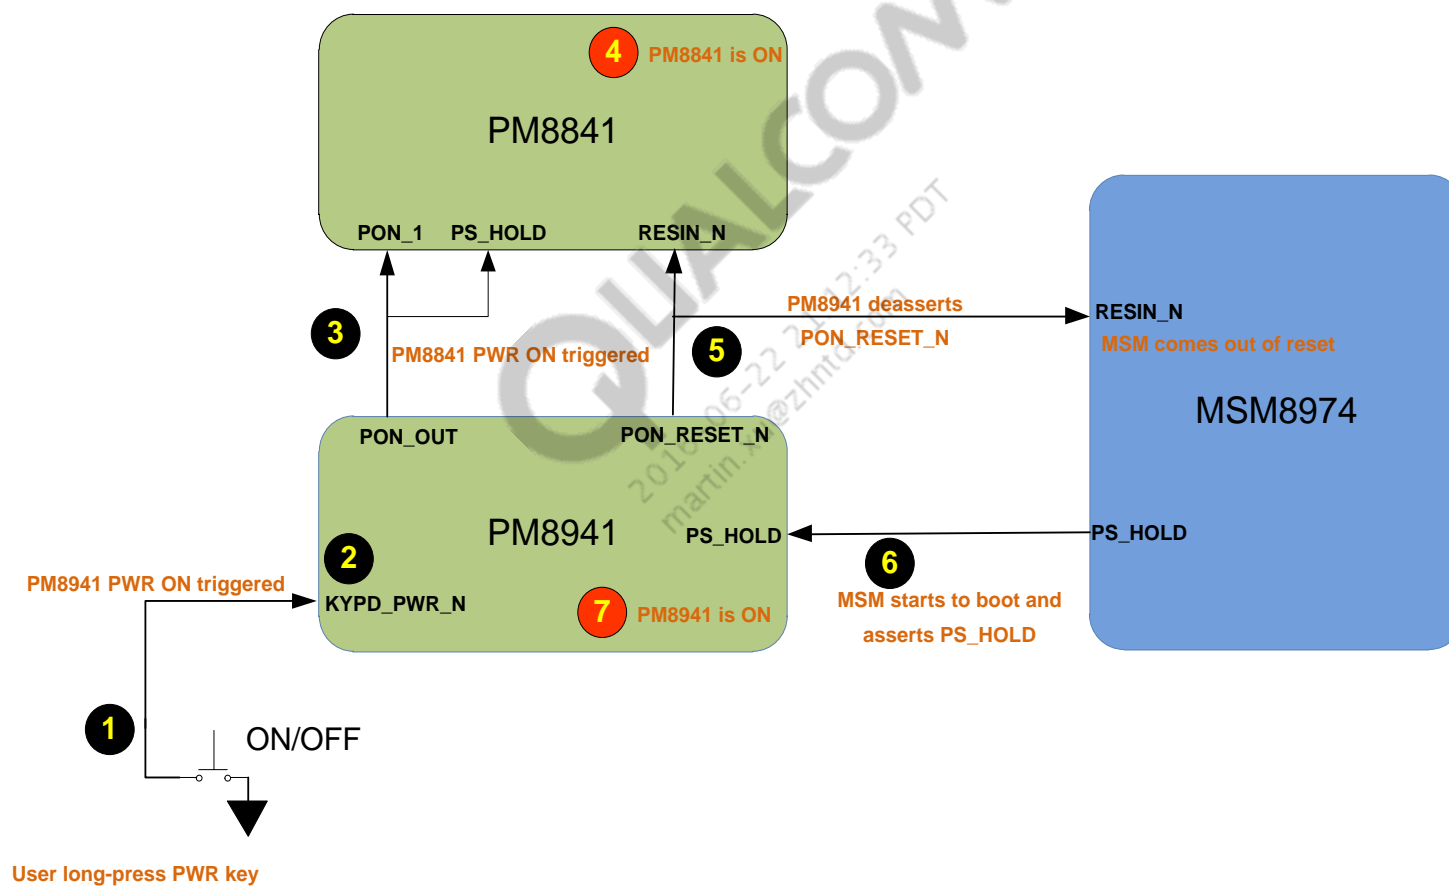 4
PM8841 is ON
PM8841
PON_1
PS_HOLD
RESIN_N
QUALCOM
3
PM8841 PWR ON triggered
5
PM8941 deasserts
PON_RESET_N
RESIN_N
MSM comes out of reset
MSM8974
PON_OUT
PON_RESET_N
PM8941
PS_HOLD
PS_HOLD
2
6
PM8941 PWR ON triggered
KYPD_PWR_N
7
PM8941 is ON
MSM starts to boot and
asserts PS_HOLD
1
ON/OFF
User long-press PWR key